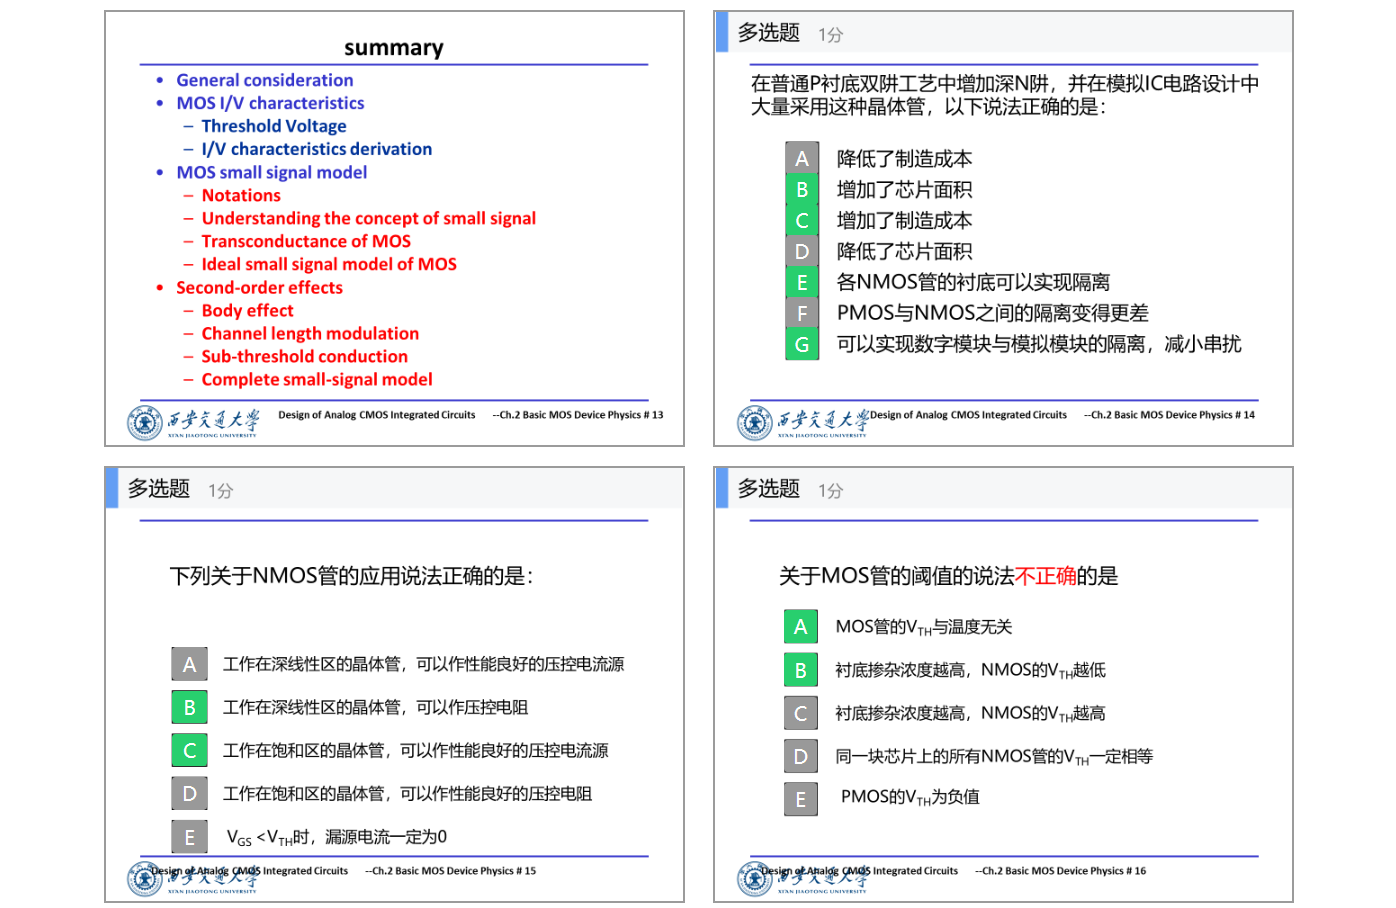 summary
• General consideration
• MOS I/V characteristics
– Threshold Voltage
– I/V characteristics derivation
• MOS small signal model
– Notations
– Understanding the concept of small signal
– Transconductance of MOS
– Ideal small signal model of MOS
• Second-order effects
– Body effect
– Channel length modulation
– Sub-threshold conduction
– Complete small-signal model
西安交通大学
XI'AN JIAOTONG UNIVERSITY
Design of Analog CMOS Integrated Circuits --Ch.2 Basic MOS Device Physics # 13
多选题 1分
在普通P衬底双阱工艺中增加深N阱，并在模拟IC电路设计中
大量采用这种晶体管，以下说法正确的是：
A 降低了制造成本
B 增加了芯片面积
C 增加了制造成本
D 降低了芯片面积
E 各NMOS管的衬底可以实现隔离
F PMOS与NMOS之间的隔离变得更差
G 可以实现数字模块与模拟模块的隔离，减小串扰
西安交通大学
XI'AN JIAOTONG UNIVERSITY
Design of Analog CMOS Integrated Circuits --Ch.2 Basic MOS Device Physics # 14
多选题 1分
下列关于NMOS管的应用说法正确的是：
A 工作在深线性区的晶体管，可以作性能良好的压控电流源
B 工作在深线性区的晶体管，可以作压控电阻
C 工作在饱和区的晶体管，可以作性能良好的压控电流源
D 工作在饱和区的晶体管，可以作性能良好的压控电阻
E VGS <VTH时，漏源电流一定为0
西安交通大学
XI'AN JIAOTONG UNIVERSITY
Design of Analog CMOS Integrated Circuits --Ch.2 Basic MOS Device Physics # 15
多选题 1分
关于MOS管的阈值的说法不正确的是
A MOS管的VTH与温度无关
B 衬底掺杂浓度越高，NMOS的VTH越低
C 衬底掺杂浓度越高，NMOS的VTH越高
D 同一块芯片上的所有NMOS管的VTH一定相等
E PMOS的VTH为负值
西安交通大学
XI'AN JIAOTONG UNIVERSITY
Design of Analog CMOS Integrated Circuits --Ch.2 Basic MOS Device Physics # 16